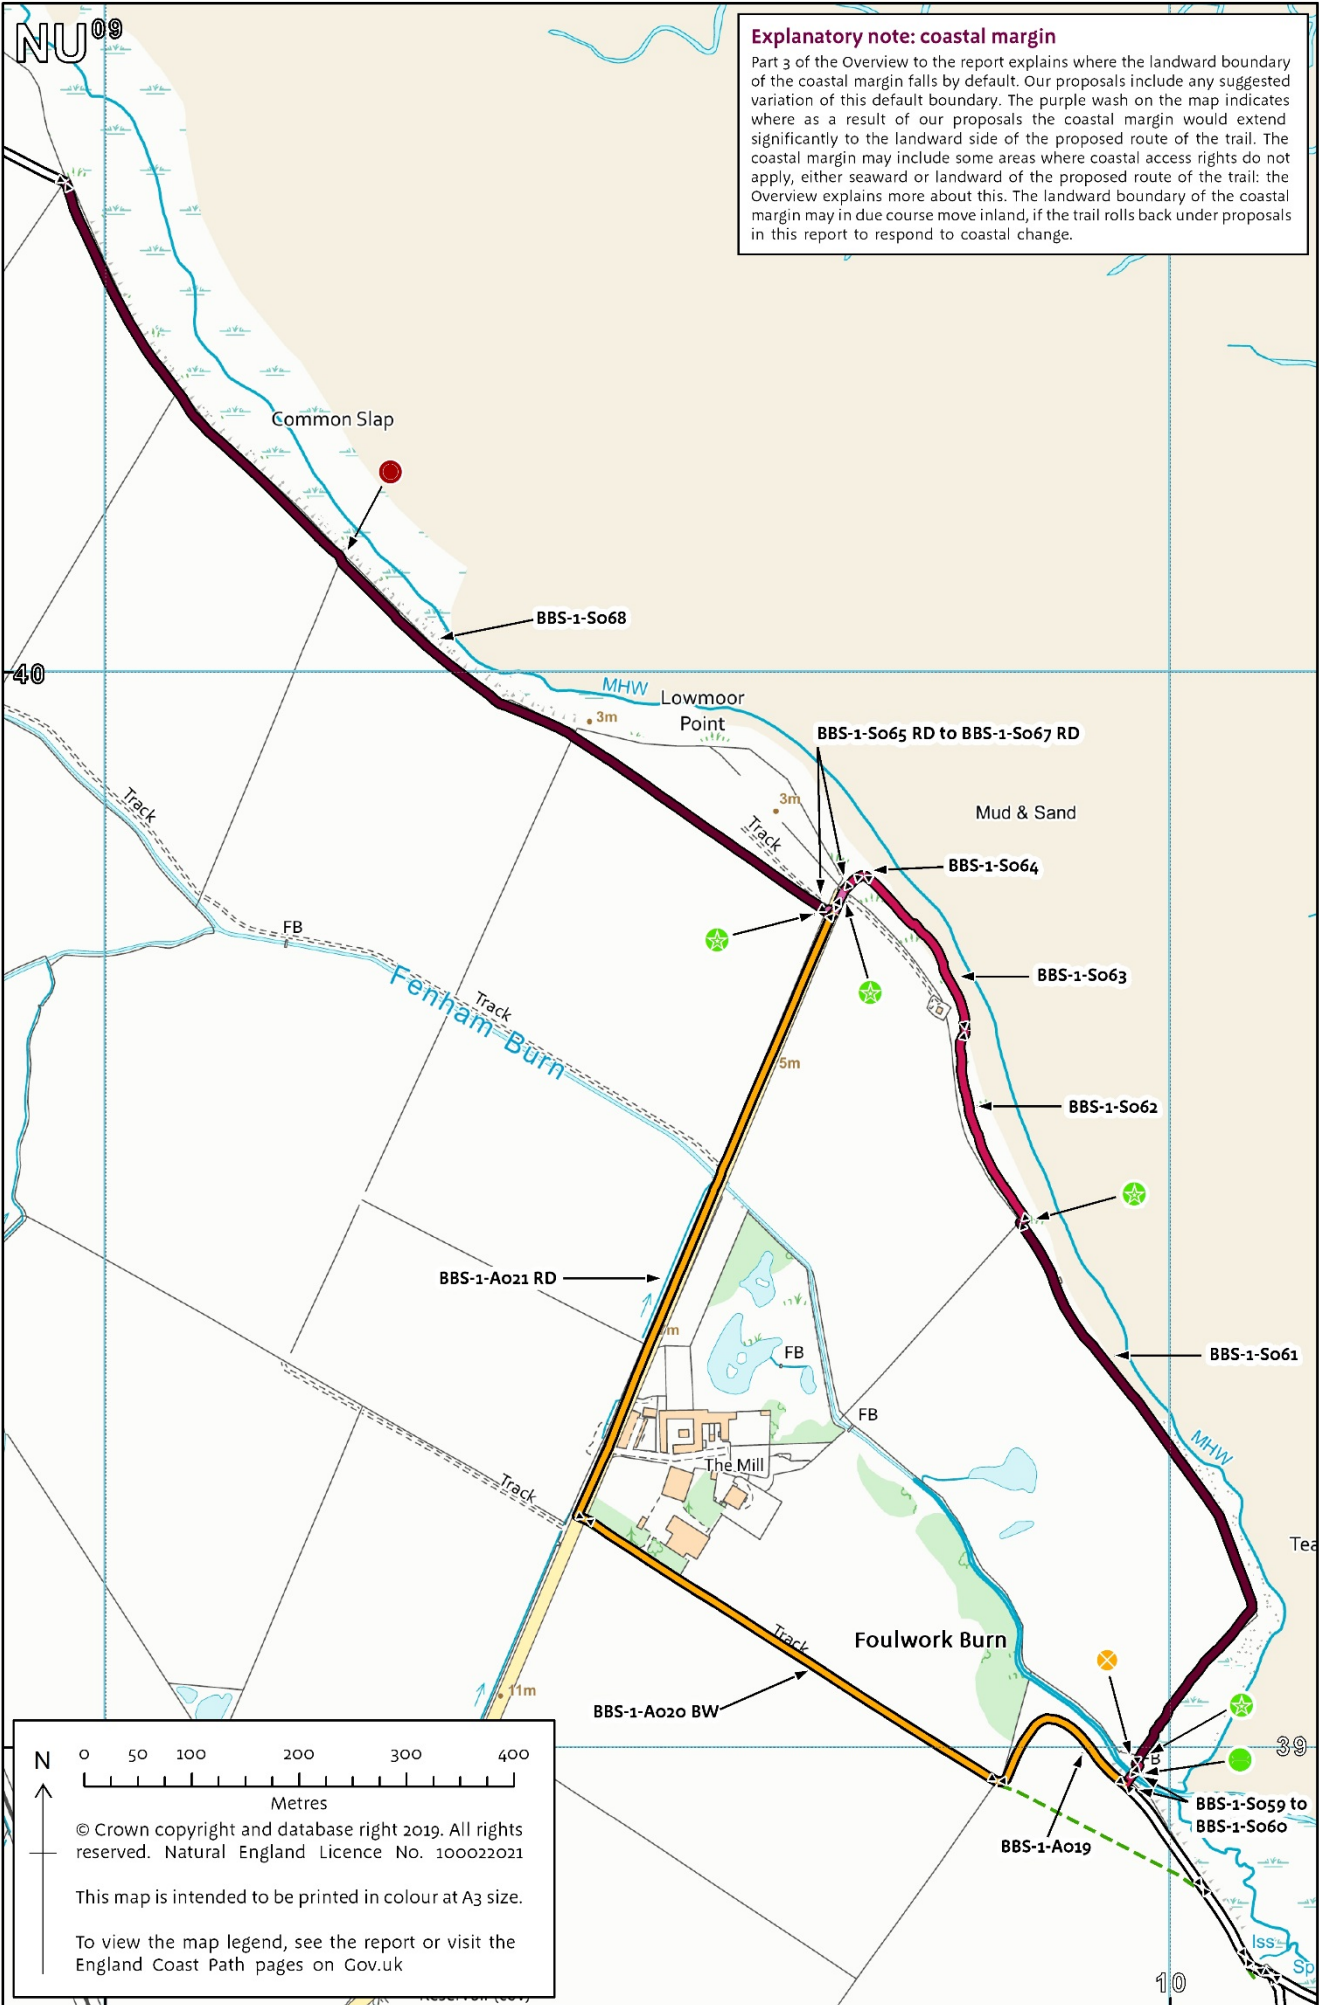 NU
09
Explanatory note: coastal margin
Part 3 of the Overview to the report explains where the landward boundary
of the coastal margin falls by default. Our proposals include any suggested
variation of this default boundary. The purple wash on the map indicates
where as a result of our proposals the coastal margin would extend
significantly to the landward side of the proposed route of the trail. The
coastal margin may include some areas where coastal access rights do not
apply, either seaward or landward of the proposed route of the trail: the
Overview explains more about this. The landward boundary of the coastal
margin may in due course move inland, if the trail rolls back under proposals
in this report to respond to coastal change.
Common Slap
BBS-1-S068
40
MHW
Lowmoor
Point
3m
BBS-1-S065 RD to BBS-1-S067 RD
Track
3m
Mud & Sand
Track
BBS-1-S064
FB
BBS-1-S063
Fenham Burn
Track
5m
BBS-1-S062
BBS-1-A021 RD
m
FB
BBS-1-S061
FB
MHW
The Mill
Track
Tea
Track
Foulwork Burn
11m
BBS-1-A020 BW
39
FB
BBS-1-S059 to
BBS-1-S060
BBS-1-A019
Iss
Sp
10
N
0 50 100 200 300 400
Metres
© Crown copyright and database right 2019. All rights
reserved. Natural England Licence No. 100022021
This map is intended to be printed in colour at A3 size.
To view the map legend, see the report or visit the
England Coast Path pages on Gov.uk